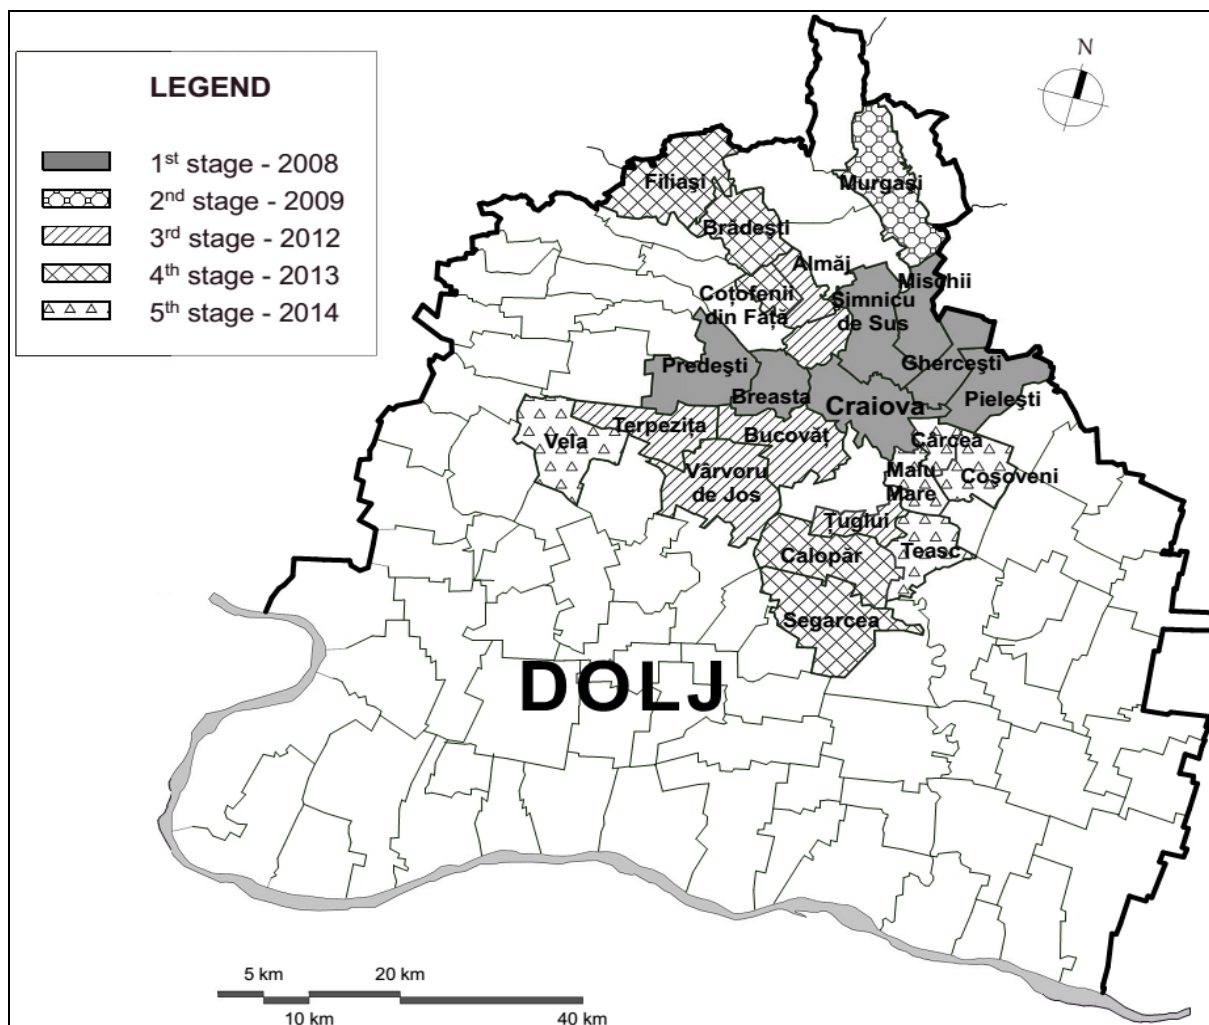 LEGEND
1st stage - 2008
2nd stage - 2009
3rd stage - 2012
4th stage - 2013
5th stage - 2014
N
Filiaşi
Murgaşi
Brădeşti
Almăj
Mischii
Coţofenii
din Faţă
Şimnicu
de Sus
Gherceşti
Predeşti
Breasta
Pieleşti
Craiova
Terpeziţa
Bucovăţ
Vela
Cârcea
Coşoveni
Malu
Mare
Vârvoru
de Jos
Ţuglui
Calopăr
Teasc
Segarcea
DOLJ
5 km
20 km
10 km
40 km